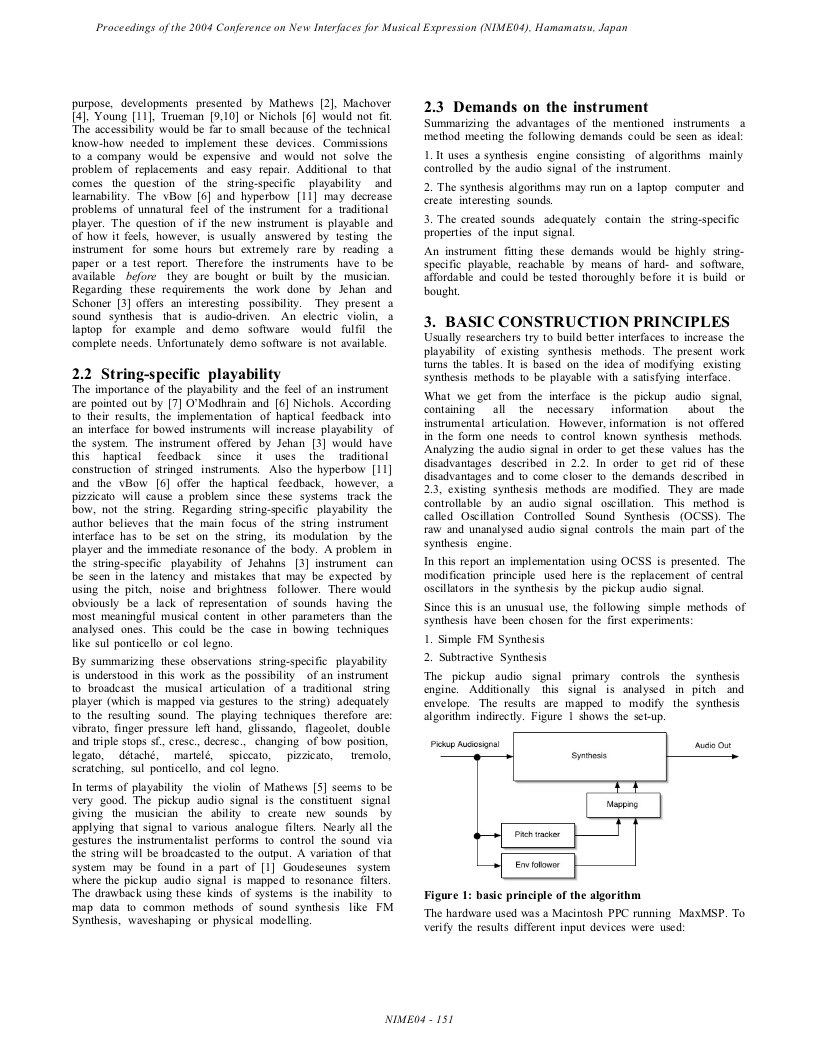 Proceedings of the 2004 Conference on New Interfaces for Musical Expression (NIME04), Hamamatsu, Japan
purpose, developments presented by Mathews [2], Machover
[4], Young [11], Trueman [9,10] or Nichols [6] would not fit.
The accessibility would be far to small because of the technical
know-how needed to implement these devices. Commissions
to a company would be expensive and would not solve the
problem of replacements and easy repair. Additional to that
comes the question of the string-specific playability and
learnability. The vBow [6] and hyperbow [11] may decrease
problems of unnatural feel of the instrument for a traditional
player. The question of if the new instrument is playable and
of how it feels, however, is usually answered by testing the
instrument for some hours but extremely rare by reading a
paper or a test report. Therefore the instruments have to be
available before they are bought or built by the musician.
Regarding these requirements the work done by Jehan and
Schoner [3] offers an interesting possibility. They present a
sound synthesis that is audio-driven. An electric violin, a
laptop for example and demo software would fulfil the
complete needs. Unfortunately demo software is not available.
2.2 String-specific playability
The importance of the playability and the feel of an instrument
are pointed out by [7] O'Modhrain and [6] Nichols. According
to their results, the implementation of haptical feedback into
an interface for bowed instruments will increase playability of
the system. The instrument offered by Jehan [3] would have
this haptical feedback since it uses the traditional
construction of stringed instruments. Also the hyperbow [11]
and the vBow [6] offer the haptical feedback, however, a
pizzicato will cause a problem since these systems track the
bow, not the string. Regarding string-specific playability the
author believes that the main focus of the string instrument
interface has to be set on the string, its modulation by the
player and the immediate resonance of the body. A problem in
the string-specific playability of Jehahns [3] instrument can
be seen in the latency and mistakes that may be expected by
using the pitch, noise and brightness follower. There would
obviously be a lack of representation of sounds having the
most meaningful musical content in other parameters than the
analysed ones. This could be the case in bowing techniques
like sul ponticello or col legno.
By summarizing these observations string-specific playability
is understood in this work as the possibility of an instrument
to broadcast the musical articulation of a traditional string
player (which is mapped via gestures to the string) adequately
to the resulting sound. The playing techniques therefore are:
vibrato, finger pressure left hand, glissando, flageolet, double
and triple stops sf., cresc., decresc., changing of bow position,
legato, détaché, martelé, spiccato, pizzicato, tremolo,
scratching, sul ponticello, and col legno.
In terms of playability the violin of Mathews [5] seems to be
very good. The pickup audio signal is the constituent signal
giving the musician the ability to create new sounds by
applying that signal to various analogue filters. Nearly all the
gestures the instrumentalist performs to control the sound via
the string will be broadcasted to the output. A variation of that
system may be found in a part of [1] Goudeseunes system
where the pickup audio signal is mapped to resonance filters.
The drawback using these kinds of systems is the inability to
map data to common methods of sound synthesis like FM
Synthesis, waveshaping or physical modelling.
2.3 Demands on the instrument
Summarizing the advantages of the mentioned instruments a
method meeting the following demands could be seen as ideal:
1. It uses a synthesis engine consisting of algorithms mainly
controlled by the audio signal of the instrument.
2. The synthesis algorithms may run on a laptop computer and
create interesting sounds.
3. The created sounds adequately contain the string-specific
properties of the input signal.
An instrument fitting these demands would be highly string-
specific playable, reachable by means of hard- and software,
affordable and could be tested thoroughly before it is build or
bought.
3. BASIC CONSTRUCTION PRINCIPLES
Usually researchers try to build better interfaces to increase the
playability of existing synthesis methods. The present work
turns the tables. It is based on the idea of modifying existing
synthesis methods to be playable with a satisfying interface.
What we get from the interface is the pickup audio signal,
containing all the necessary information about the
instrumental articulation. However, information is not offered
in the form one needs to control known synthesis methods.
Analyzing the audio signal in order to get these values has the
disadvantages described in 2.2. In order to get rid of these
disadvantages and to come closer to the demands described in
2.3, existing synthesis methods are modified. They are made
controllable by an audio signal oscillation. This method is
called Oscillation Controlled Sound Synthesis (OCSS). The
raw and unanalysed audio signal controls the main part of the
synthesis engine.
In this report an implementation using OCSS is presented. The
modification principle used here is the replacement of central
oscillators in the synthesis by the pickup audio signal.
Since this is an unusual use, the following simple methods of
synthesis have been chosen for the first experiments:
1. Simple FM Synthesis
2. Subtractive Synthesis
The pickup audio signal primary controls the synthesis
engine. Additionally this signal is analysed in pitch and
envelope. The results are mapped to modify the synthesis
algorithm indirectly. Figure 1 shows the set-up.
Pickup Audiosignal
Synthesis
Audio Out
Mapping
Pitch tracker
Env follower
Figure 1: basic principle of the algorithm
The hardware used was a Macintosh PPC running MaxMSP. To
verify the results different input devices were used:
NIME04 - 151